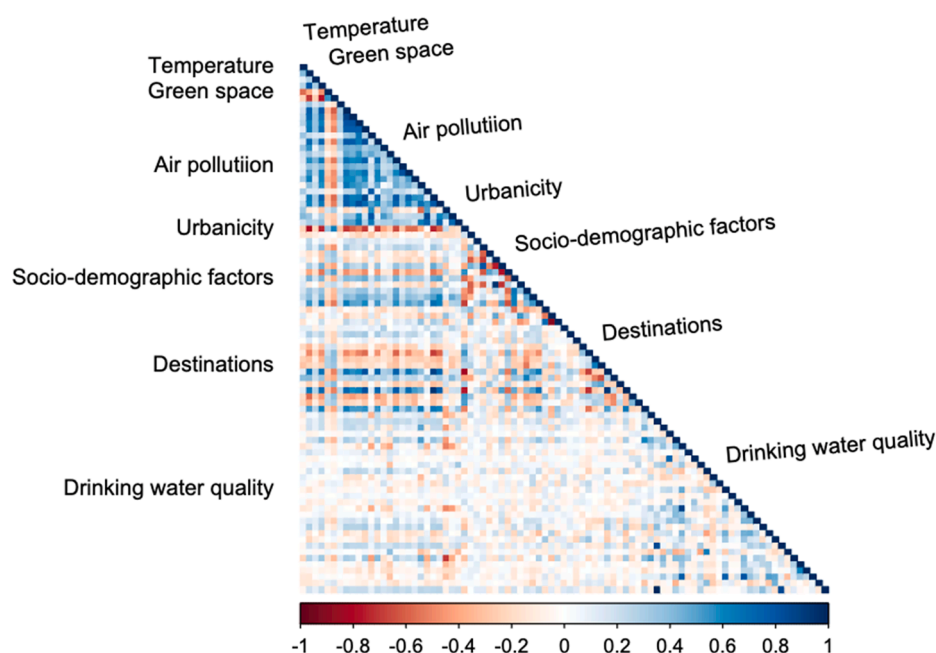 Temperature
Green space
Temperature
Green space
Air pollutiion
Air pollutiion
Urbanicity
Urbanicity
Socio-demographic factors
Socio-demographic factors
Destinations
Destinations
Drinking water quality
Drinking water quality
-1 -0.8 -0.6 -0.4 -0.2 0 0.2 0.4 0.6 0.8 1